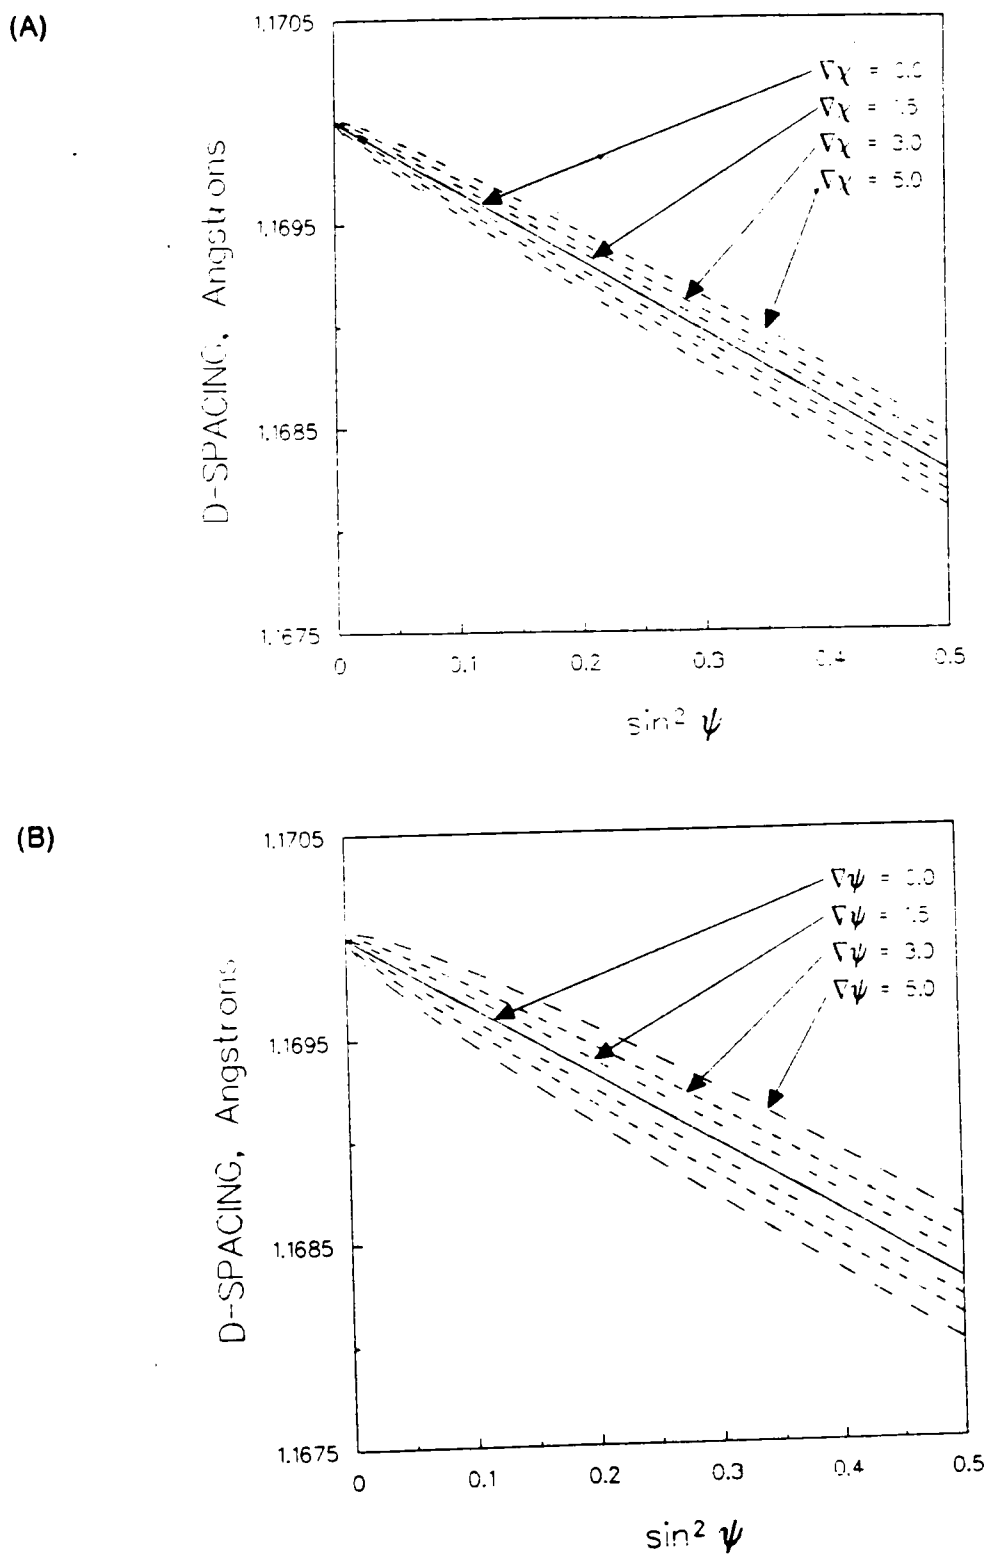 (A)
1.1705
∇χ = 0.0
∇χ = 1.5
∇χ = 3.0
∇χ = 5.0
D-SPACING, Angstrons
1.1695
1.1685
1.1675
0 0.1 0.2 0.3 0.4 0.5
sin² ψ
(B)
1.1705
∇ψ = 0.0
∇ψ = 1.5
∇ψ = 3.0
∇ψ = 5.0
D-SPACING, Angstrons
1.1695
1.1685
1.1675
0 0.1 0.2 0.3 0.4 0.5
sin² ψ